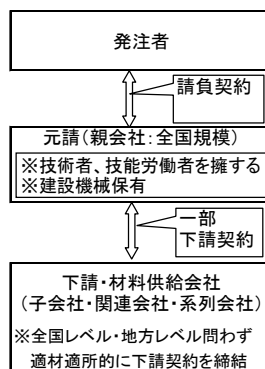 発注者
請負契約
元請(親会社:全国規模)
※技術者、技能労働者を擁する
※建設機械保有
一部
下請契約
下請・材料供給会社
(子会社・関連会社・系列会社)
※全国レベル・地方レベル問わず
適材適所的に下請契約を締結